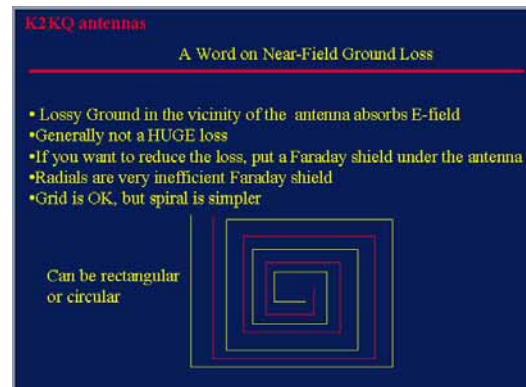 K2KQ antennas
A Word on Near-Field Ground Loss
• Lossy Ground in the vicinity of the antenna absorbs E-field
•Generally not a HUGE loss
•If you want to reduce the loss, put a Faraday shield under the antenna
•Radials are very inefficient Faraday shield
•Grid is OK, but spiral is simpler
Can be rectangular
or circular